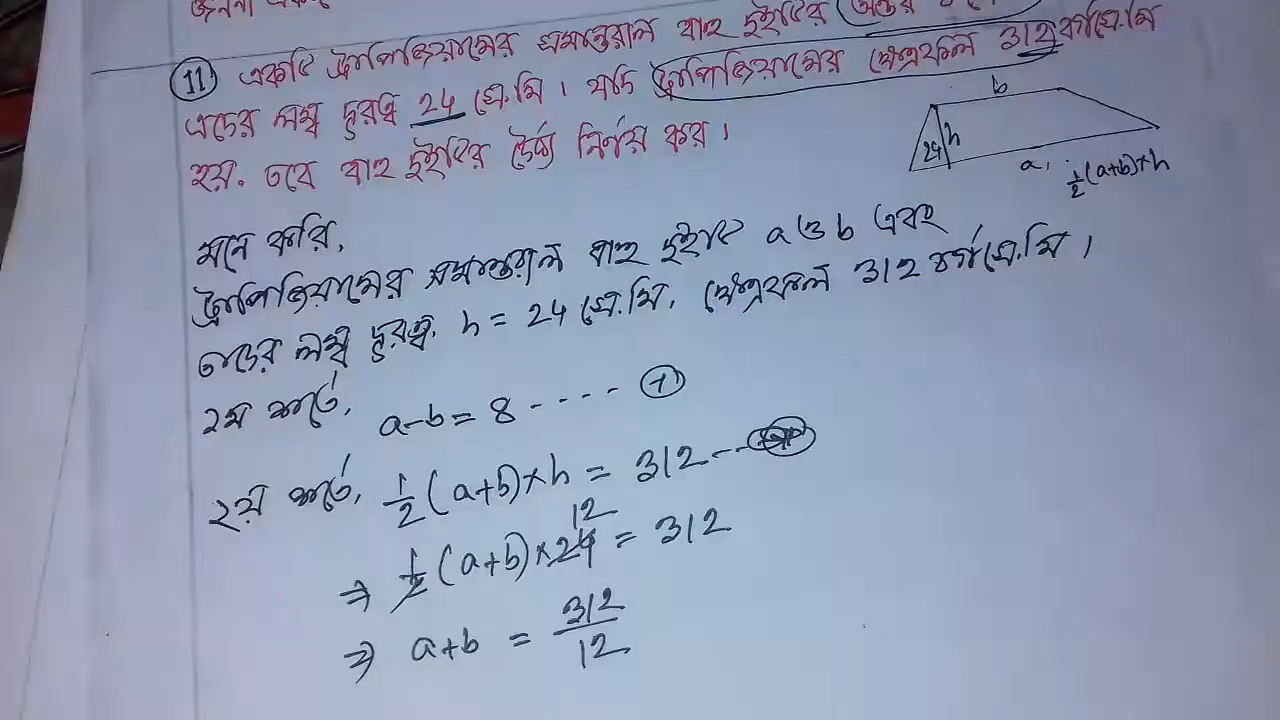 (11) একটি ট্রাপিজিয়ামের সমান্তরাল বাহু দুইটির অন্তর
এদের লম্ব দূরত্ব 24 সে.মি। যদি ট্রাপিজিয়ামের ক্ষেত্রফল 312 বর্গসে.মি
হয়, তবে বাহু দুইটির দৈর্ঘ্য নির্ণয় কর।
b
24 h
a
1/2(a+b)×h
মনে করি,
ট্রাপিজিয়ামের সমান্তরাল বাহু দুইটি a ও b এবং
তাদের লম্ব দূরত্ব, h = 24 সে.মি, ক্ষেত্রফল 312 বর্গসে.মি।
১ম শর্তে, a-b = 8 ---- (1)
২য় শর্তে, 1/2 (a+b)×h = 312 --
⇒ 1/2 (a+b)×24 = 312
12
⇒ a+b = 312/12